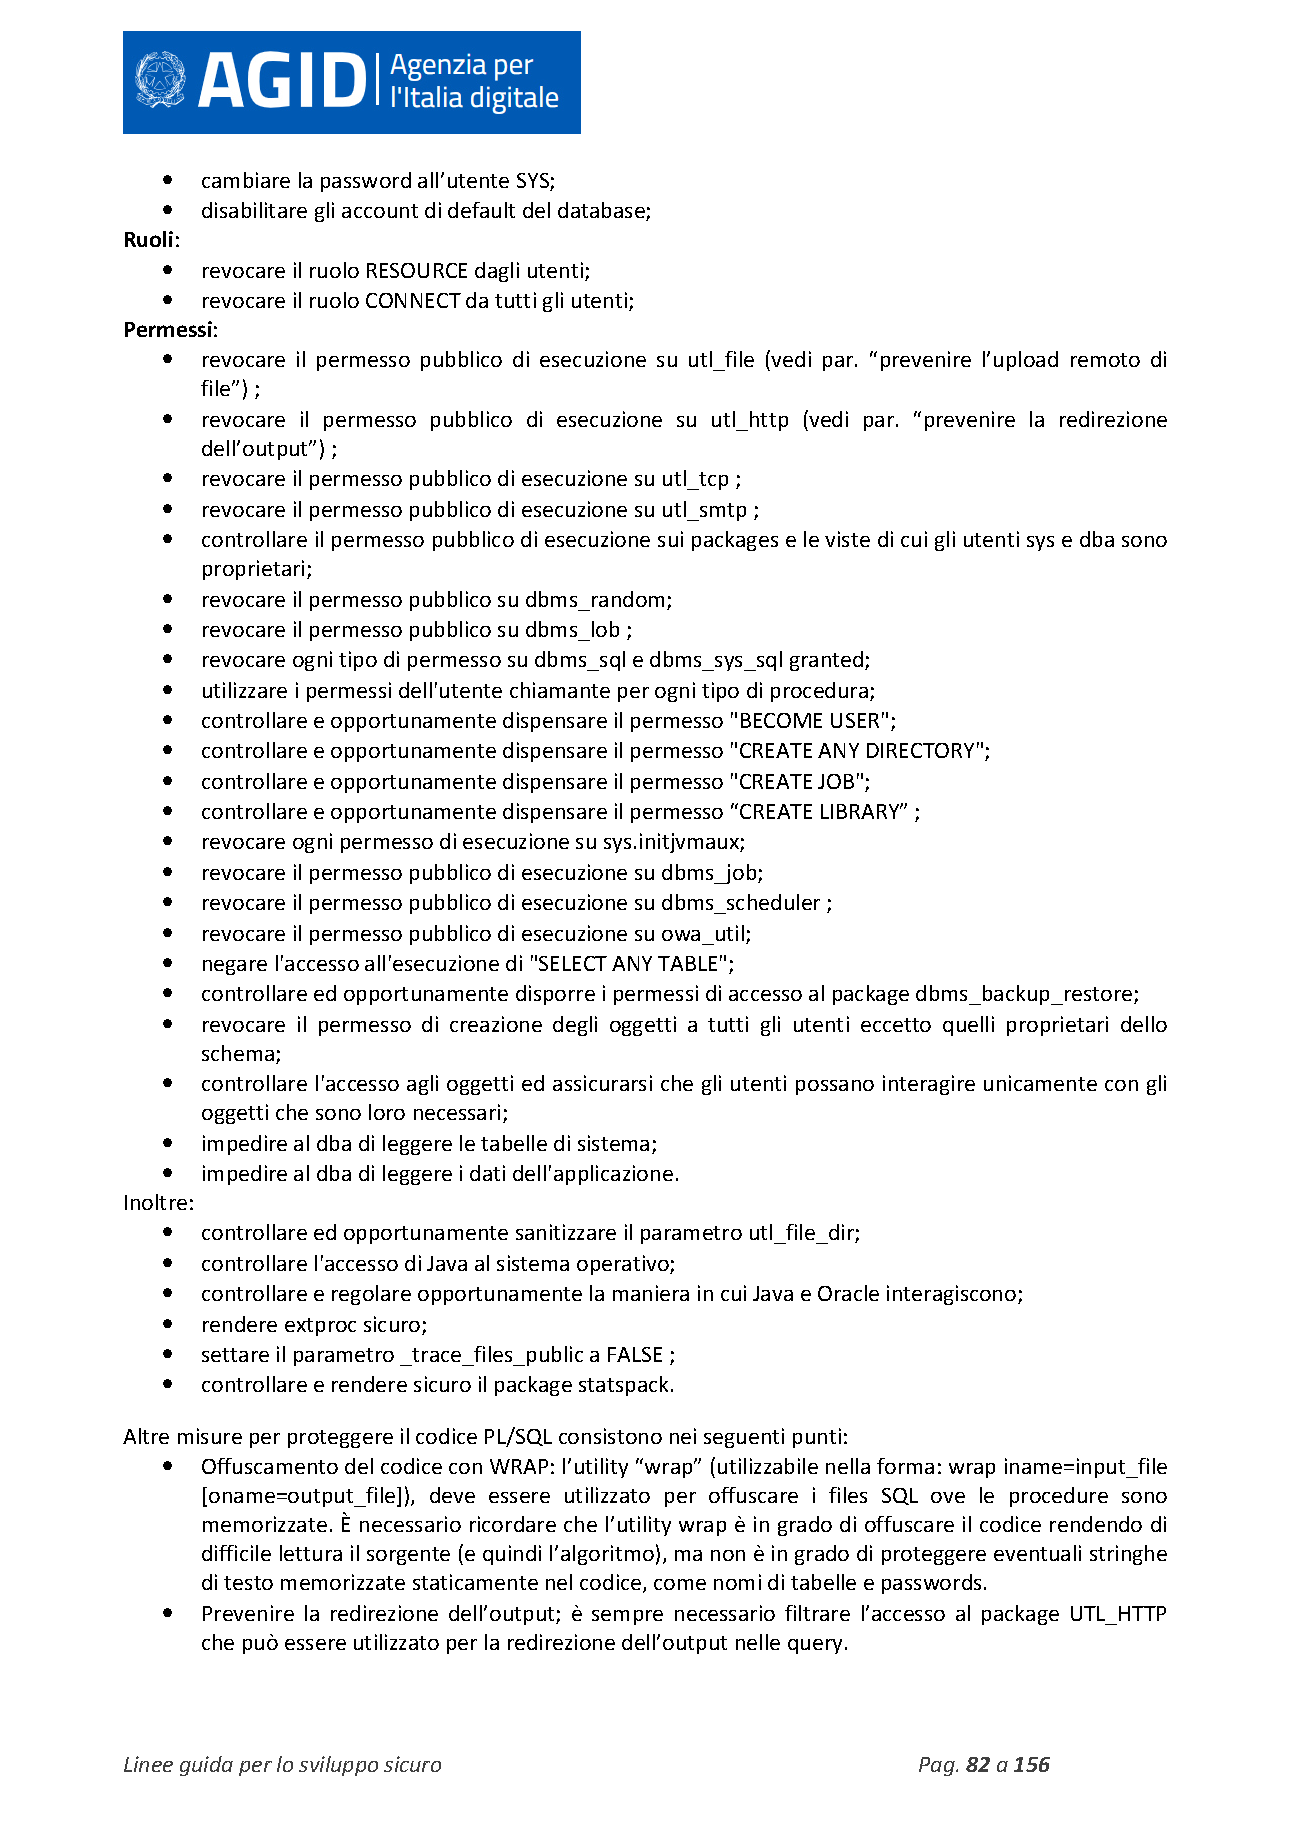 AGID Agenzia per
l'Italia digitale
• cambiare la password all’utente SYS;
• disabilitare gli account di default del database;
Ruoli:
• revocare il ruolo RESOURCE dagli utenti;
• revocare il ruolo CONNECT da tutti gli utenti;
Permessi:
• revocare il permesso pubblico di esecuzione su utl_file (vedi par. “prevenire l’upload remoto di
file”) ;
• revocare il permesso pubblico di esecuzione su utl_http (vedi par. “prevenire la redirezione
dell’output”) ;
• revocare il permesso pubblico di esecuzione su utl_tcp ;
• revocare il permesso pubblico di esecuzione su utl_smtp ;
• controllare il permesso pubblico di esecuzione sui packages e le viste di cui gli utenti sys e dba sono
proprietari;
• revocare il permesso pubblico su dbms_random;
• revocare il permesso pubblico su dbms_lob ;
• revocare ogni tipo di permesso su dbms_sql e dbms_sys_sql granted;
• utilizzare i permessi dell'utente chiamante per ogni tipo di procedura;
• controllare e opportunamente dispensare il permesso "BECOME USER";
• controllare e opportunamente dispensare il permesso "CREATE ANY DIRECTORY";
• controllare e opportunamente dispensare il permesso "CREATE JOB";
• controllare e opportunamente dispensare il permesso “CREATE LIBRARY” ;
• revocare ogni permesso di esecuzione su sys.initjvmaux;
• revocare il permesso pubblico di esecuzione su dbms_job;
• revocare il permesso pubblico di esecuzione su dbms_scheduler ;
• revocare il permesso pubblico di esecuzione su owa_util;
• negare l'accesso all'esecuzione di "SELECT ANY TABLE";
• controllare ed opportunamente disporre i permessi di accesso al package dbms_backup_restore;
• revocare il permesso di creazione degli oggetti a tutti gli utenti eccetto quelli proprietari dello
schema;
• controllare l'accesso agli oggetti ed assicurarsi che gli utenti possano interagire unicamente con gli
oggetti che sono loro necessari;
• impedire al dba di leggere le tabelle di sistema;
• impedire al dba di leggere i dati dell'applicazione.
Inoltre:
• controllare ed opportunamente sanitizzare il parametro utl_file_dir;
• controllare l'accesso di Java al sistema operativo;
• controllare e regolare opportunamente la maniera in cui Java e Oracle interagiscono;
• rendere extproc sicuro;
• settare il parametro _trace_files_public a FALSE ;
• controllare e rendere sicuro il package statspack.
Altre misure per proteggere il codice PL/SQL consistono nei seguenti punti:
• Offuscamento del codice con WRAP: l’utility “wrap” (utilizzabile nella forma: wrap iname=input_file
[oname=output_file]), deve essere utilizzato per offuscare i files SQL ove le procedure sono
memorizzate. È necessario ricordare che l’utility wrap è in grado di offuscare il codice rendendo di
difficile lettura il sorgente (e quindi l’algoritmo), ma non è in grado di proteggere eventuali stringhe
di testo memorizzate staticamente nel codice, come nomi di tabelle e passwords.
• Prevenire la redirezione dell’output; è sempre necessario filtrare l’accesso al package UTL_HTTP
che può essere utilizzato per la redirezione dell’output nelle query.
Linee guida per lo sviluppo sicuro Pag. 82 a 156